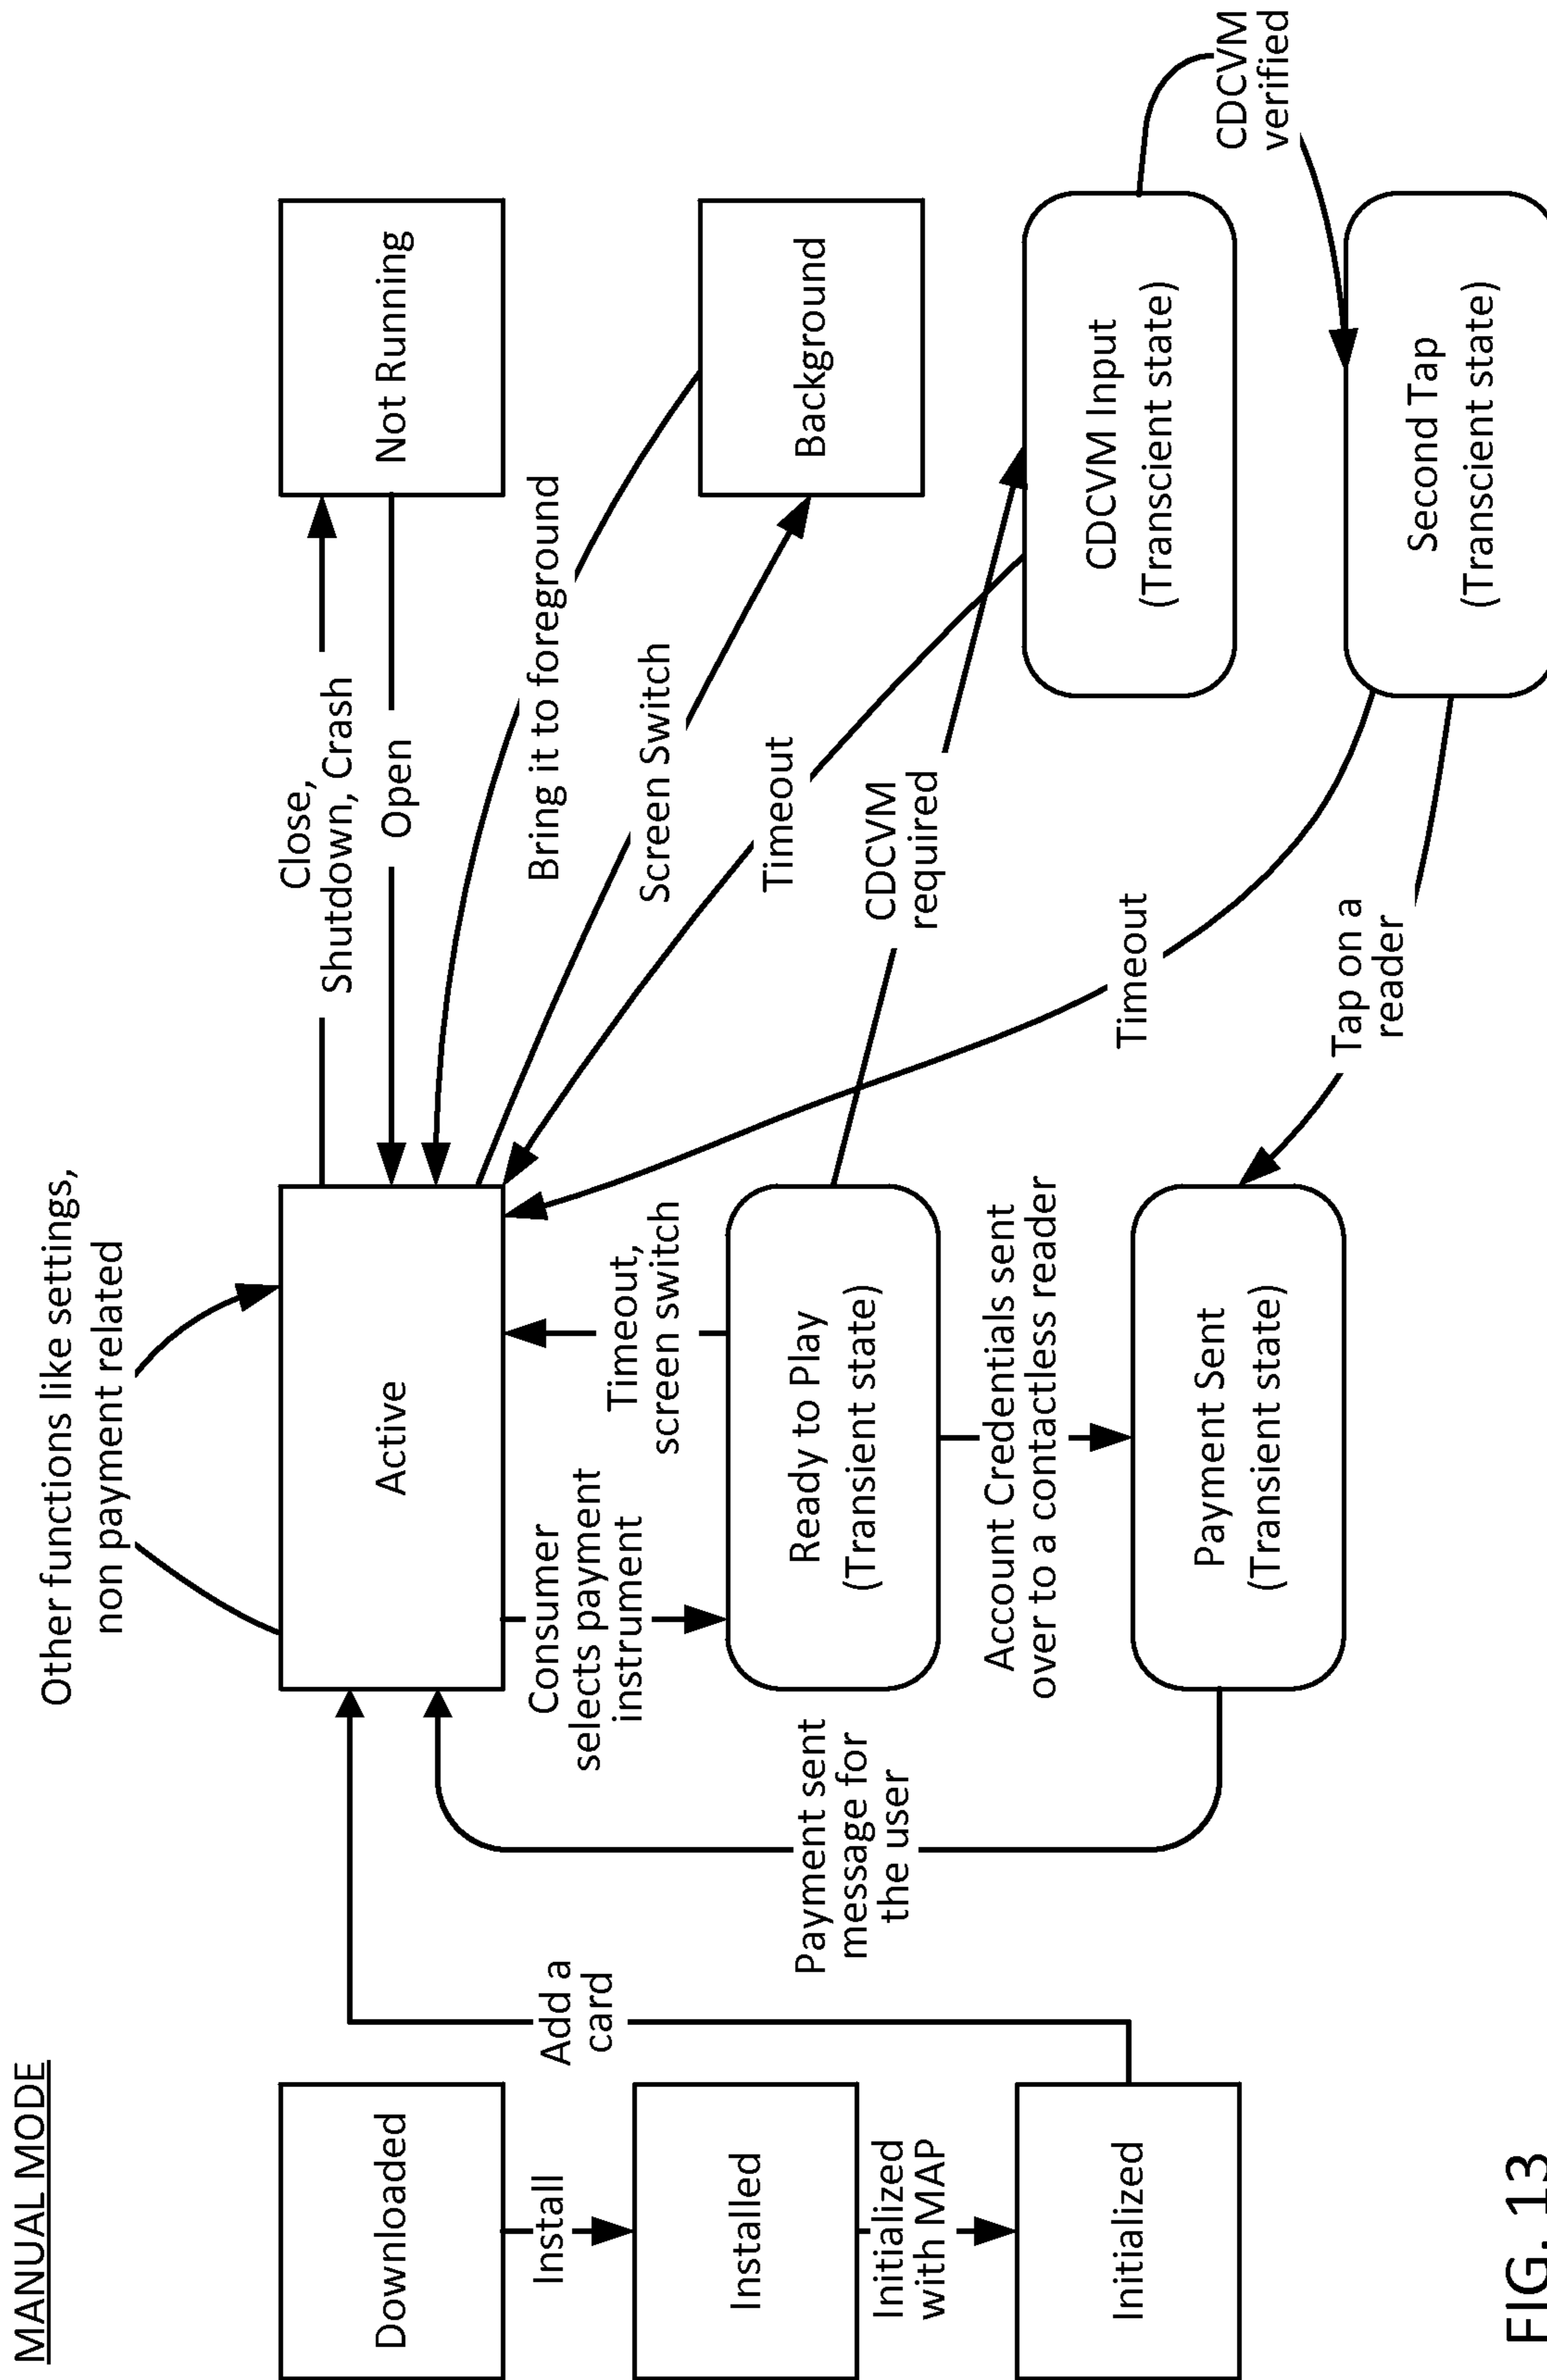 MANUAL MODE
Other functions like settings,
non payment related
Downloaded
Install
Installed
Initialized
with MAP
Initialized
Add a
card
Active
Close,
Shutdown, Crash
Open
Not Running
Bring it to foreground
Screen Switch
Background
Consumer
selects payment
instrument
Timeout,
screen switch
Timeout
CDCVM
required
Ready to Play
(Transient state)
CDCVM Input
(Transcient state)
CDCVM
verified
Payment sent
message for
the user
Account Credentials sent
over to a contactless reader
Timeout
Payment Sent
(Transient state)
Tap on a
reader
Second Tap
(Transcient state)
FIG. 13